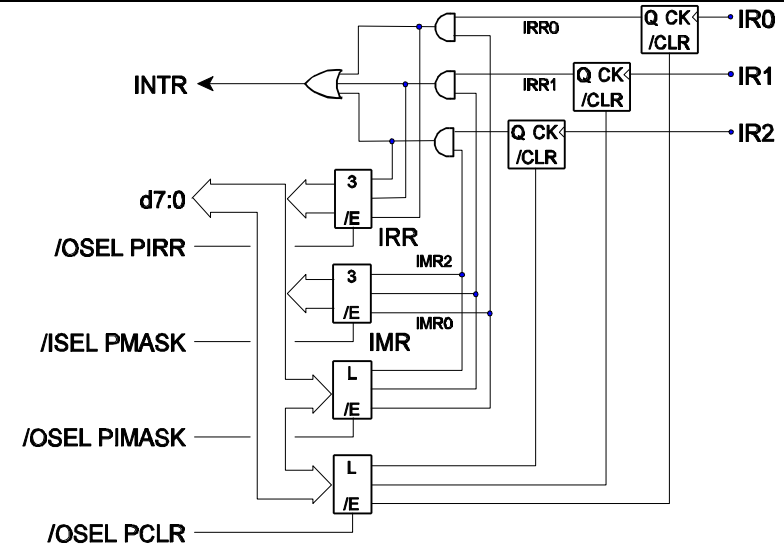 Q CK IR0
IRR0
/CLR
INTR
IRR1
Q CK IR1
/CLR
Q CK IR2
/CLR
d7:0
3
/E
IRR
/OSEL PIRR
3
IMR2
/E
IMR0
/ISEL PMASK
IMR
L
/E
/OSEL PIMASK
L
/E
/OSEL PCLR